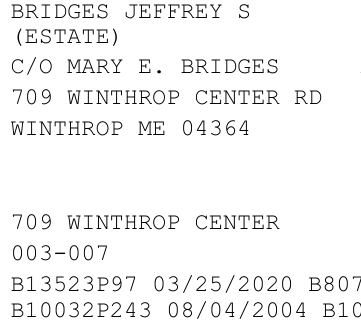 BRIDGES JEFFREY S
(ESTATE)
C/O MARY E. BRIDGES
709 WINTHROP CENTER RD
WINTHROP ME 04364
709 WINTHROP CENTER
003-007
B13523P97 03/25/2020 B807
B10032P243 08/04/2004 B10